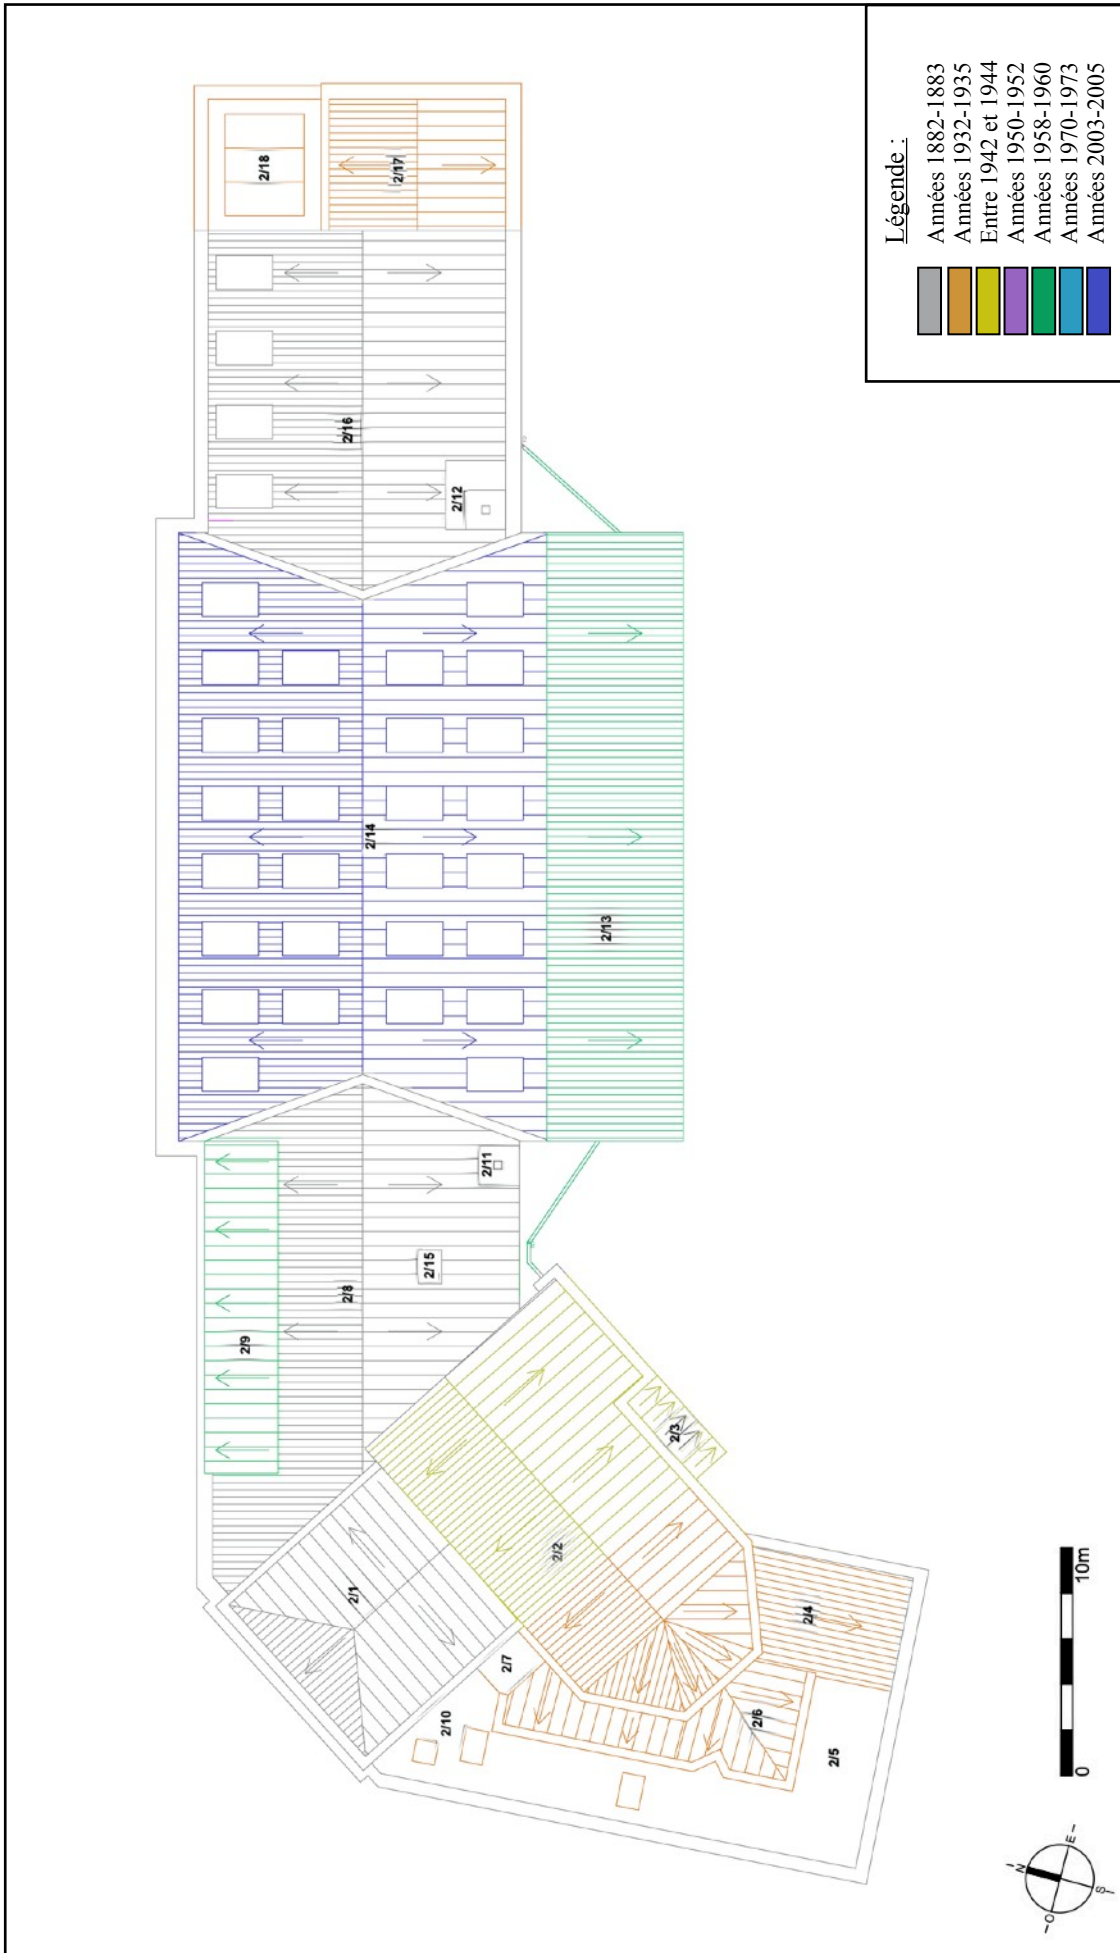 Légende :
Années 1882-1883
Années 1932-1935
Entre 1942 et 1944
Années 1950-1952
Années 1958-1960
Années 1970-1973
Années 2003-2005
2/18
2/17
2/16
2/12
2/14
2/13
2/11
2/15
2/8
2/9
2/3
2/2
2/1
2/4
2/7
2/6
2/10
2/5
0
10m
N
E
S
O